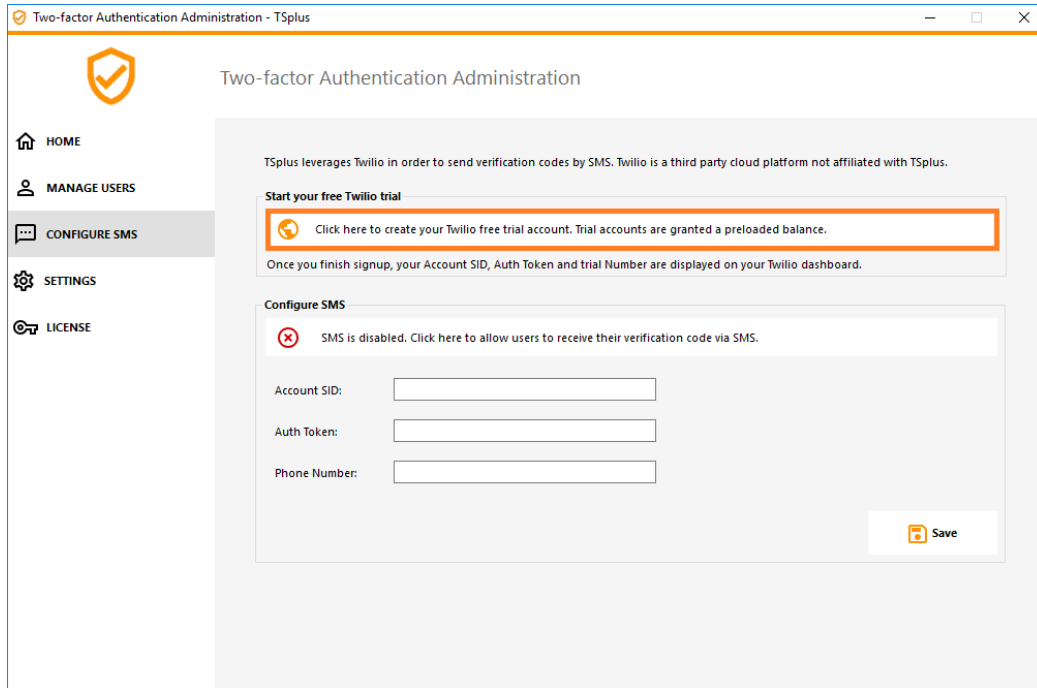 Two-factor Authentication Administration - TSplus
Two-factor Authentication Administration
HOME
MANAGE USERS
CONFIGURE SMS
SETTINGS
LICENSE
TSplus leverages Twilio in order to send verification codes by SMS. Twilio is a third party cloud platform not affiliated with TSplus.
Start your free Twilio trial
Click here to create your Twilio free trial account. Trial accounts are granted a preloaded balance.
Once you finish signup, your Account SID, Auth Token and trial Number are displayed on your Twilio dashboard.
Configure SMS
SMS is disabled. Click here to allow users to receive their verification code via SMS.
Account SID:
Auth Token:
Phone Number:
Save